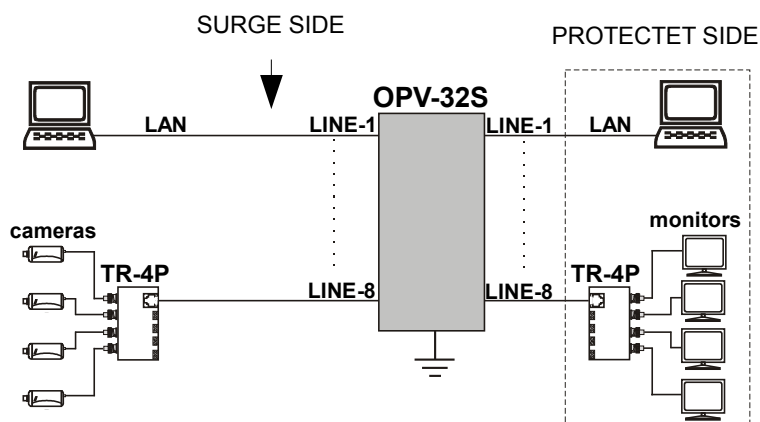 SURGE SIDE
PROTECTET SIDE
OPV-32S
LAN
LINE-1
LINE-1
LAN
cameras
monitors
TR-4P
TR-4P
LINE-8
LINE-8